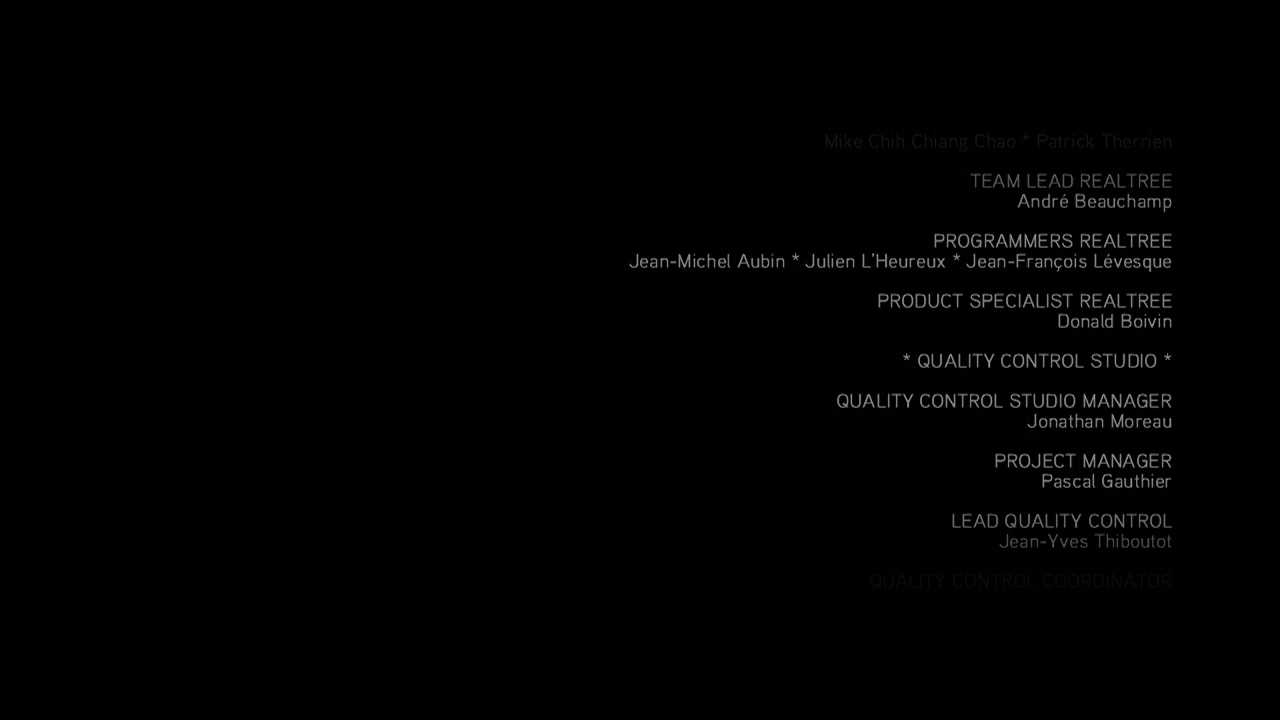 Mike Chih Chiang Chao * Patrick Therrien
TEAM LEAD REALTREE
André Beauchamp
PROGRAMMERS REALTREE
Jean-Michel Aubin * Julien L'Heureux * Jean-François Lévesque
PRODUCT SPECIALIST REALTREE
Donald Boivin
* QUALITY CONTROL STUDIO *
QUALITY CONTROL STUDIO MANAGER
Jonathan Moreau
PROJECT MANAGER
Pascal Gauthier
LEAD QUALITY CONTROL
Jean-Yves Thiboutot
QUALITY CONTROL COORDINATOR